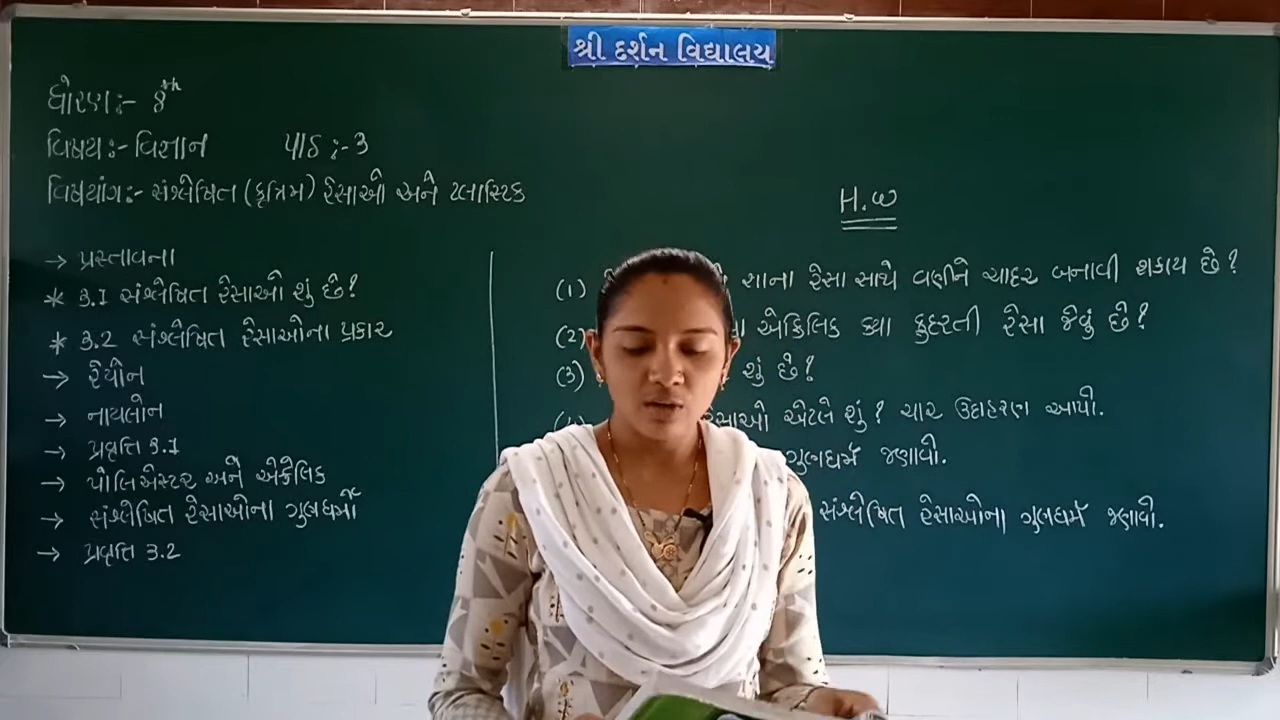 શ્રી દર્શન વિદ્યાલય
ધોરણ :- 8th
વિષય :- વિજ્ઞાન પાઠ :- 3
વિષયાંગ :- સંશ્લેષિત (કૃત્રિમ) રેસાઓ અને પ્લાસ્ટિક
→ પ્રસ્તાવના
* 3.1 સંશ્લેષિત રેસાઓ શું છે?
* 3.2 સંશ્લેષિત રેસાઓના પ્રકાર
→ રેયોન
→ નાયલોન
→ પ્રવૃત્તિ 3.1
→ પોલિએસ્ટર અને એક્રેલિક
→ સંશ્લેષિત રેસાઓના ગુણધર્મો
→ પ્રવૃત્તિ 3.2
H.W
(1) સાથે વણીને ચાદર બનાવી શકાય છે?
(2) એક્રિલિક ક્યા કુદરતી રેસા જેવું છે?
(3) શું છે?
રેસાઓ એટલે શું? ચાર ઉદાહરણ આપો.
ગુણધર્મ જણાવો.
સંશ્લેષિત રેસાઓના ગુણધર્મ જણાવો.